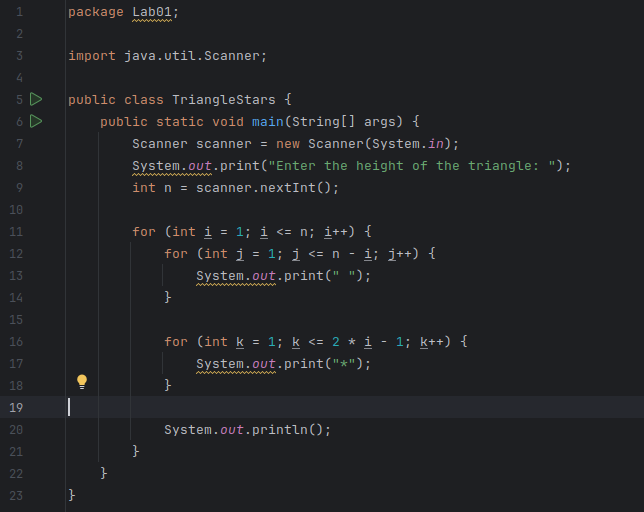 1 package Lab01;
2
3 import java.util.Scanner;
4
5 public class TriangleStars {
6     public static void main(String[] args) {
7         Scanner scanner = new Scanner(System.in);
8         System.out.print("Enter the height of the triangle: ");
9         int n = scanner.nextInt();
10
11         for (int i = 1; i <= n; i++) {
12             for (int j = 1; j <= n - i; j++) {
13                 System.out.print(" ");
14             }
15
16             for (int k = 1; k <= 2 * i - 1; k++) {
17                 System.out.print("*");
18             }
19
20             System.out.println();
21         }
22     }
23 }